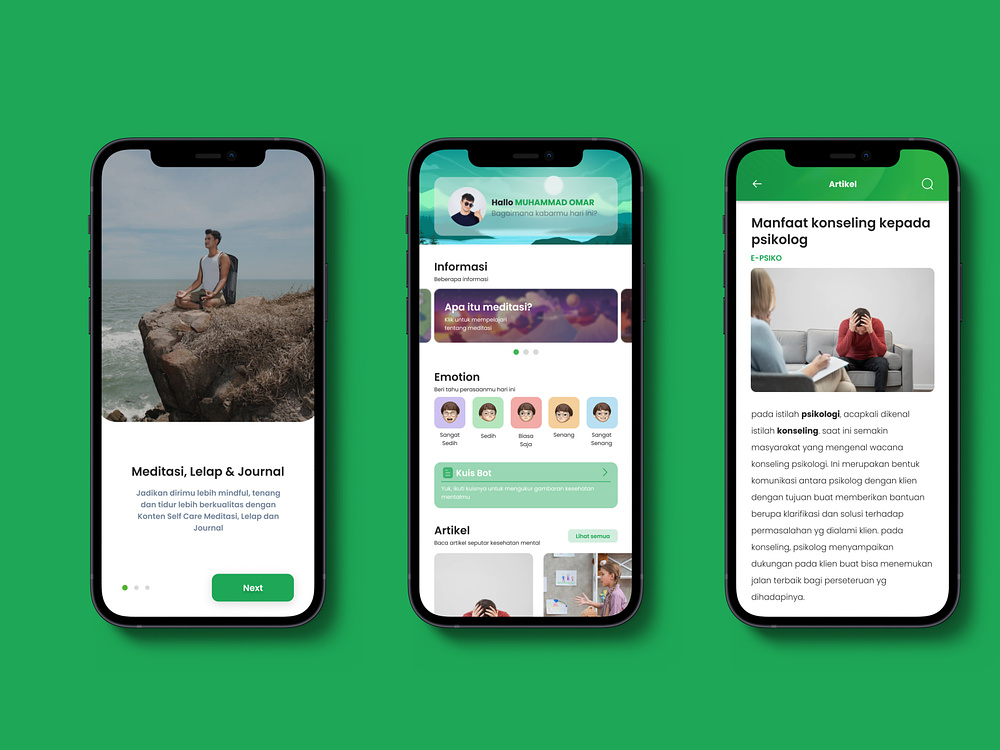 Meditasi, Lelap & Journal
Jadikan dirimu lebih mindful, tenang
dan tidur lebih berkualitas dengan
Konten Self Care Meditasi, Lelap dan
Journal
Next
Hallo MUHAMMAD OMAR
Bagaimana kabarmu hari ini?
Informasi
Beberapa informasi
Apa itu meditasi?
Klik untuk mempelajari
tentang meditasi
Emotion
Beri tahu perasaanmu hari ini
Sangat
Sedih
Sedih
Biasa
Saja
Senang
Sangat
Senang
Kuis Bot
Yuk, ikuti kuisnya untuk mengukur gambaran kesehatan
mentalmu
Artikel
Baca artikel seputar kesehatan mental
Lihat semua
Artikel
Manfaat konseling kepada
psikolog
E-PSIKO
pada istilah psikologi, acapkali dikenal
istilah konseling. saat ini semakin
masyarakat yang mengenal wacana
konseling psikologi. Ini merupakan bentuk
komunikasi antara psikolog dengan klien
dengan tujuan buat memberikan bantuan
berupa klarifikasi dan solusi terhadap
permasalahan yg dialami klien. pada
konseling, psikolog menyampaikan
dukungan pada klien buat bisa menemukan
jalan terbaik bagi perseteruan yg
dihadapinya.